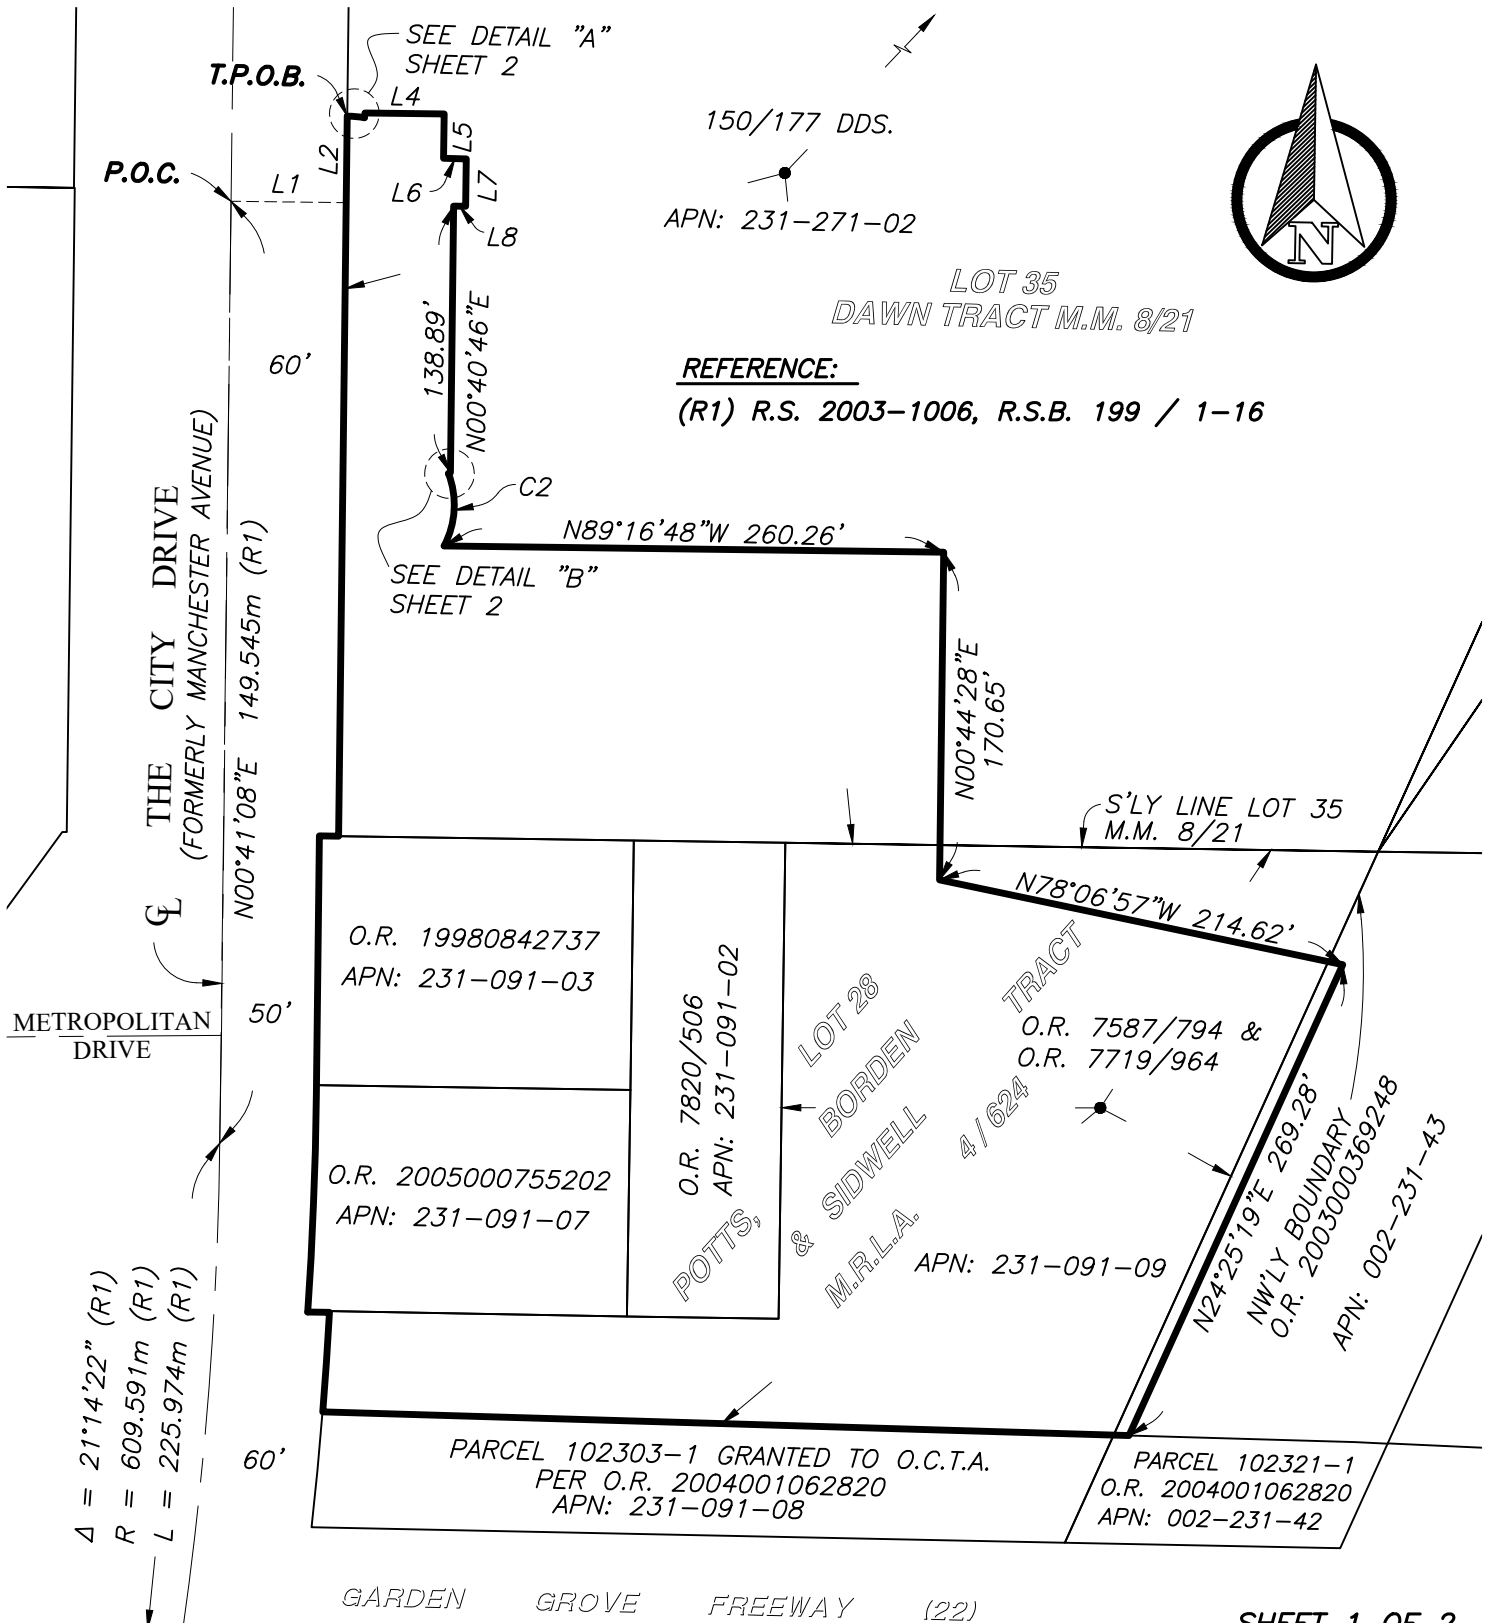 SEE DETAIL "A"
SHEET 2
T.P.O.B.
L4
L5
L2
P.O.C.
L1
L6
L7
L8
150/177 DDS.
APN: 231-271-02
N
LOT 35
DAWN TRACT M.M. 8/21
REFERENCE:
(R1) R.S. 2003-1006, R.S.B. 199 / 1-16
60'
138.89'
N00°40'46"E
C2
N89°16'48"W 260.26'
SEE DETAIL "B"
SHEET 2
℄ THE CITY DRIVE
(FORMERLY MANCHESTER AVENUE)
N00°41'08"E 149.545m (R1)
N00°44'28"E
170.65'
S'LY LINE LOT 35
M.M. 8/21
N78°06'57"W 214.62'
O.R. 19980842737
APN: 231-091-03
O.R. 7820/506
APN: 231-091-02
LOT 28
POTTS, BORDEN
& SIDWELL TRACT
M.R.L.A. 4 / 624
O.R. 7587/794 &
O.R. 7719/964
50'
METROPOLITAN
DRIVE
O.R. 2005000755202
APN: 231-091-07
APN: 231-091-09
N24°25'19"E 269.28'
NW'LY BOUNDARY
O.R. 20030000369248
APN: 002-231-43
Δ = 21°14'22" (R1)
R = 609.591m (R1)
L = 225.974m (R1)
60'
PARCEL 102303-1 GRANTED TO O.C.T.A.
PER O.R. 2004001062820
APN: 231-091-08
PARCEL 102321-1
O.R. 2004001062820
APN: 002-231-42
GARDEN GROVE FREEWAY (22)
SHEET 1 OF 2